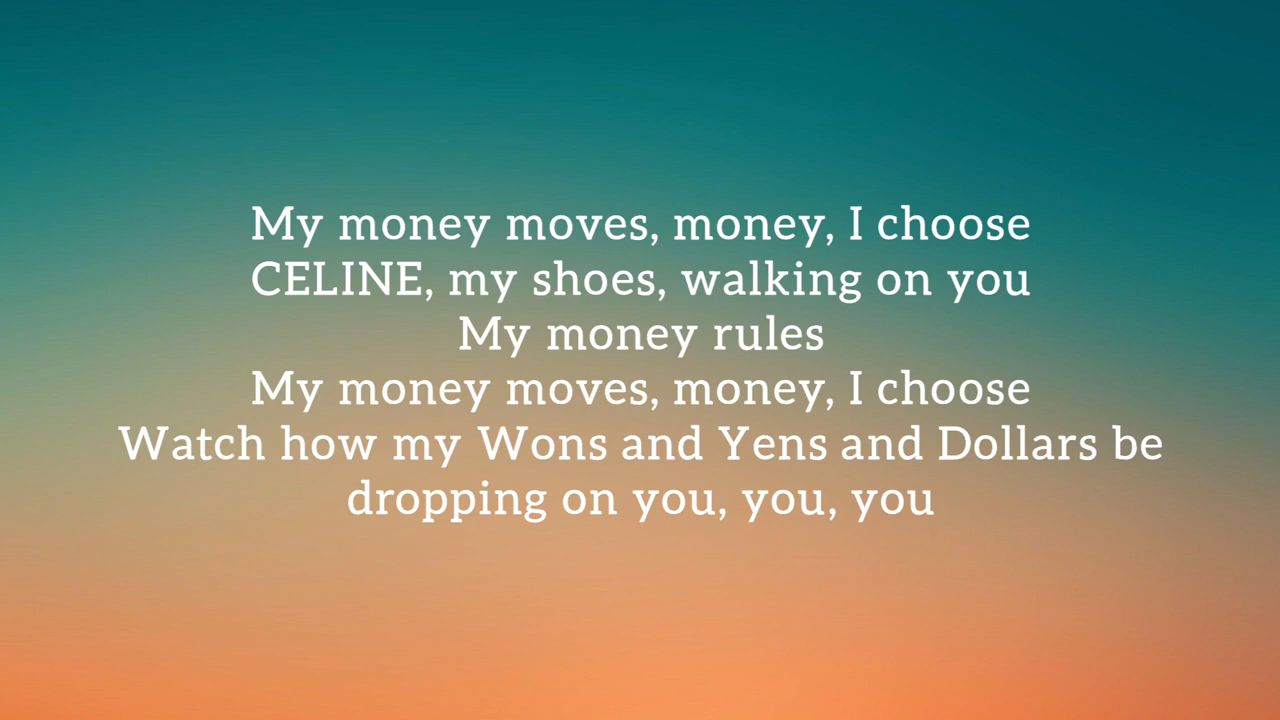 My money moves, money, I choose
CELINE, my shoes, walking on you
My money rules
My money moves, money, I choose
Watch how my Wons and Yens and Dollars be
dropping on you, you, you